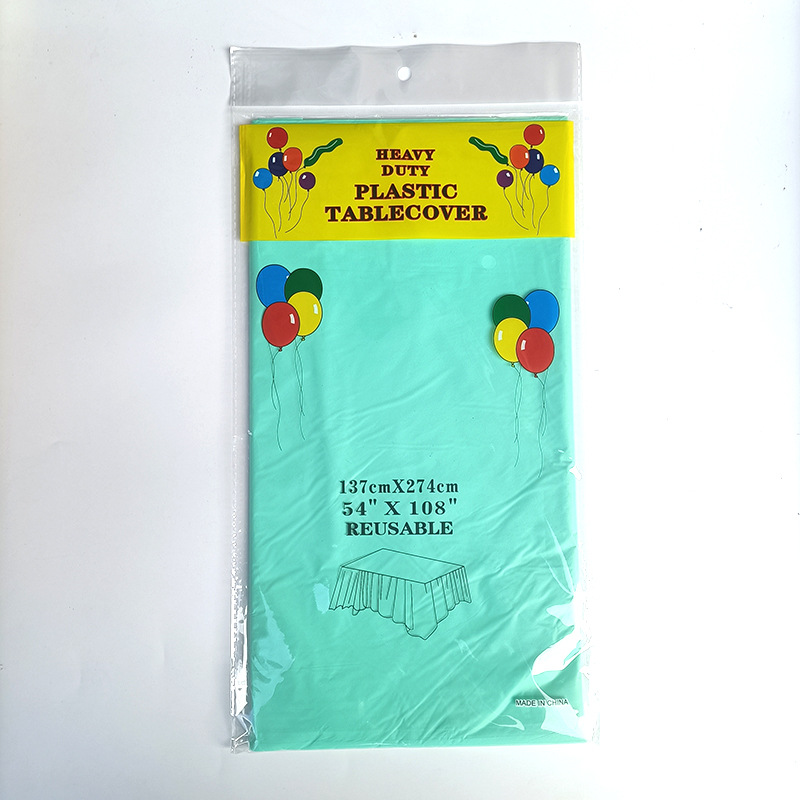 HEAVY
DUTY
PLASTIC
TABLECOVER
137cmX274cm
54" X 108"
REUSABLE
MADE IN CHINA